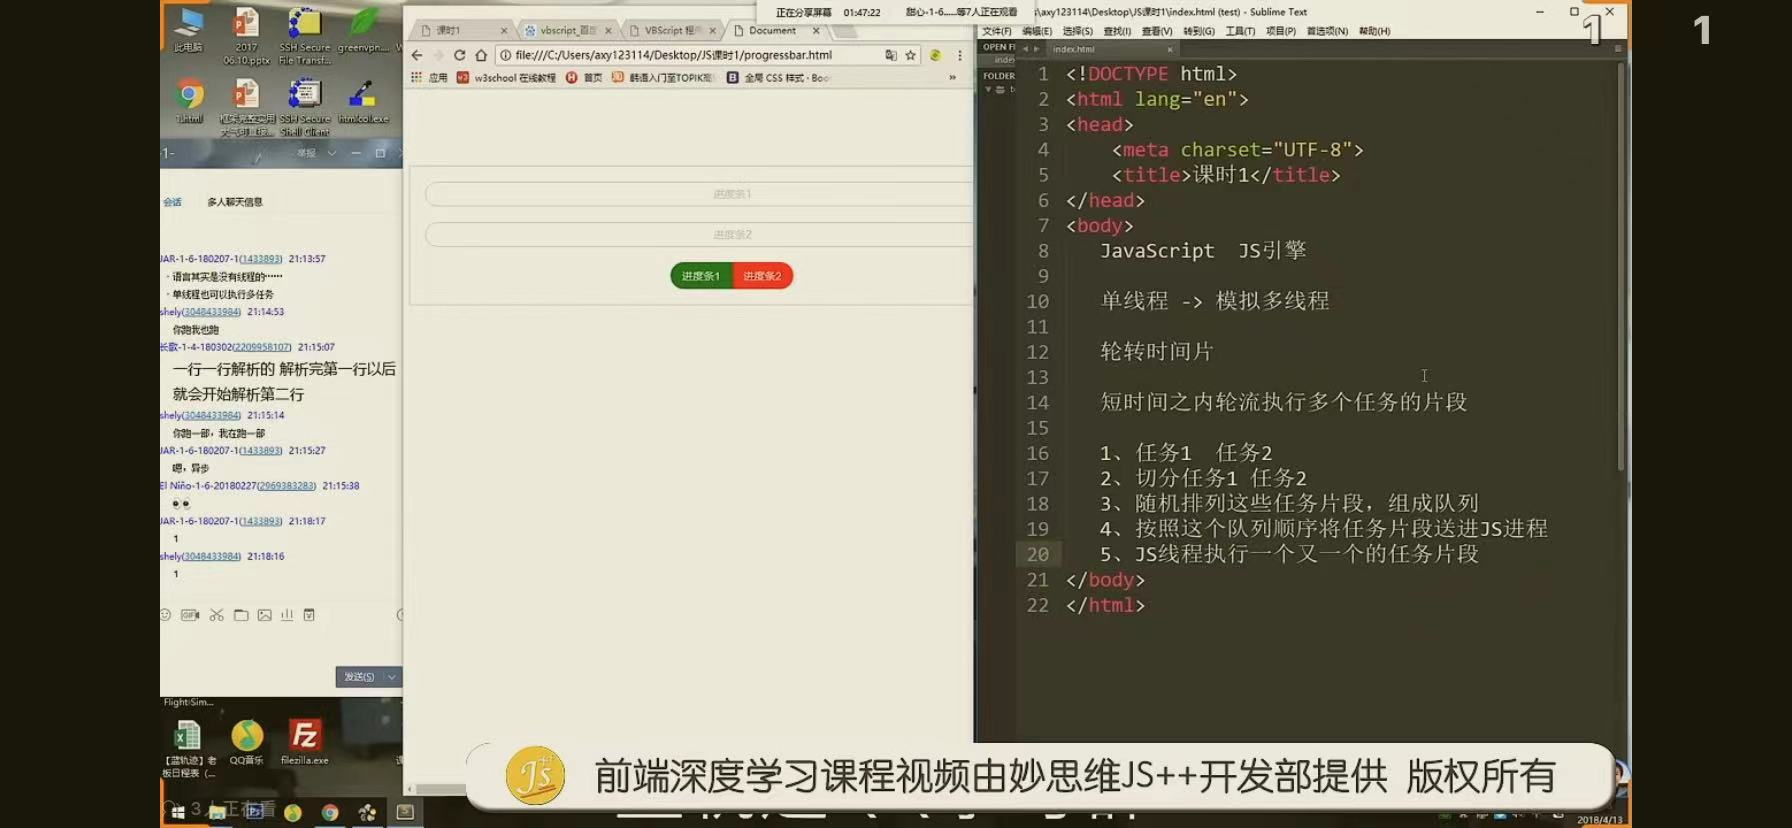 正在分享屏幕 01:47:22 甜心-1-6......等7人正在观看
\axy123114\Desktop\JS课时1\index.html (test) - Sublime Text
1
1
此电脑
2017
06.10.pptx
SSH Secure
File Transf...
greenvpn....
1.html
SSH Secure
Shell Client
htmlcol.exe
课时1
vbscript_百
VBScript 程
Document
file:///C:/Users/axy123114/Desktop/JS课时1/progressbar.html
应用
w3school 在线教程
首页
韩语入门至TOPIK
全局 CSS 样式 · Boo
»
-1-
举报
会话 多人聊天信息
JAR-1-6-180207-1(1433893) 21:13:57
· 语言其实是没有线程的······
· 单线程也可以执行多任务
shely(3048433984) 21:14:53
你跑我也跑
长歌-1-4-180302(2209958107) 21:15:07
一行一行解析的 解析完第一行以后
就会开始解析第二行
shely(3048433984) 21:15:14
你跑一部，我在跑一部
JAR-1-6-180207-1(1433893) 21:15:27
嗯，异步
El Niño-1-6-20180227(2969383283) 21:15:38
JAR-1-6-180207-1(1433893) 21:18:17
1
shely(3048433984) 21:18:16
1
发送(S)
进度条1
进度条2
进度条1 进度条2
文件(F) 编辑(E) 选择(S) 查找(I) 查看(V) 转到(G) 工具(T) 项目(P) 首选项(N) 帮助(H)
OPEN FI
index.html
index
FOLDER
1 <!DOCTYPE html>
2 <html lang="en">
3 <head>
4 <meta charset="UTF-8">
5 <title>课时1</title>
6 </head>
7 <body>
8 JavaScript JS引擎
9
10 单线程 -> 模拟多线程
11
12 轮转时间片
13
14 短时间之内轮流执行多个任务的片段
15
16 1、任务1 任务2
17 2、切分任务1 任务2
18 3、随机排列这些任务片段，组成队列
19 4、按照这个队列顺序将任务片段送进JS进程
20 5、JS线程执行一个又一个的任务片段
21 </body>
22 </html>
FlightSim...
【蓝轨迹】老
板日程表（...
QQ音乐
filezilla.exe
3人正在看
JS++
前端深度学习课程视频由妙思维JS++开发部提供 版权所有
2018/4/13